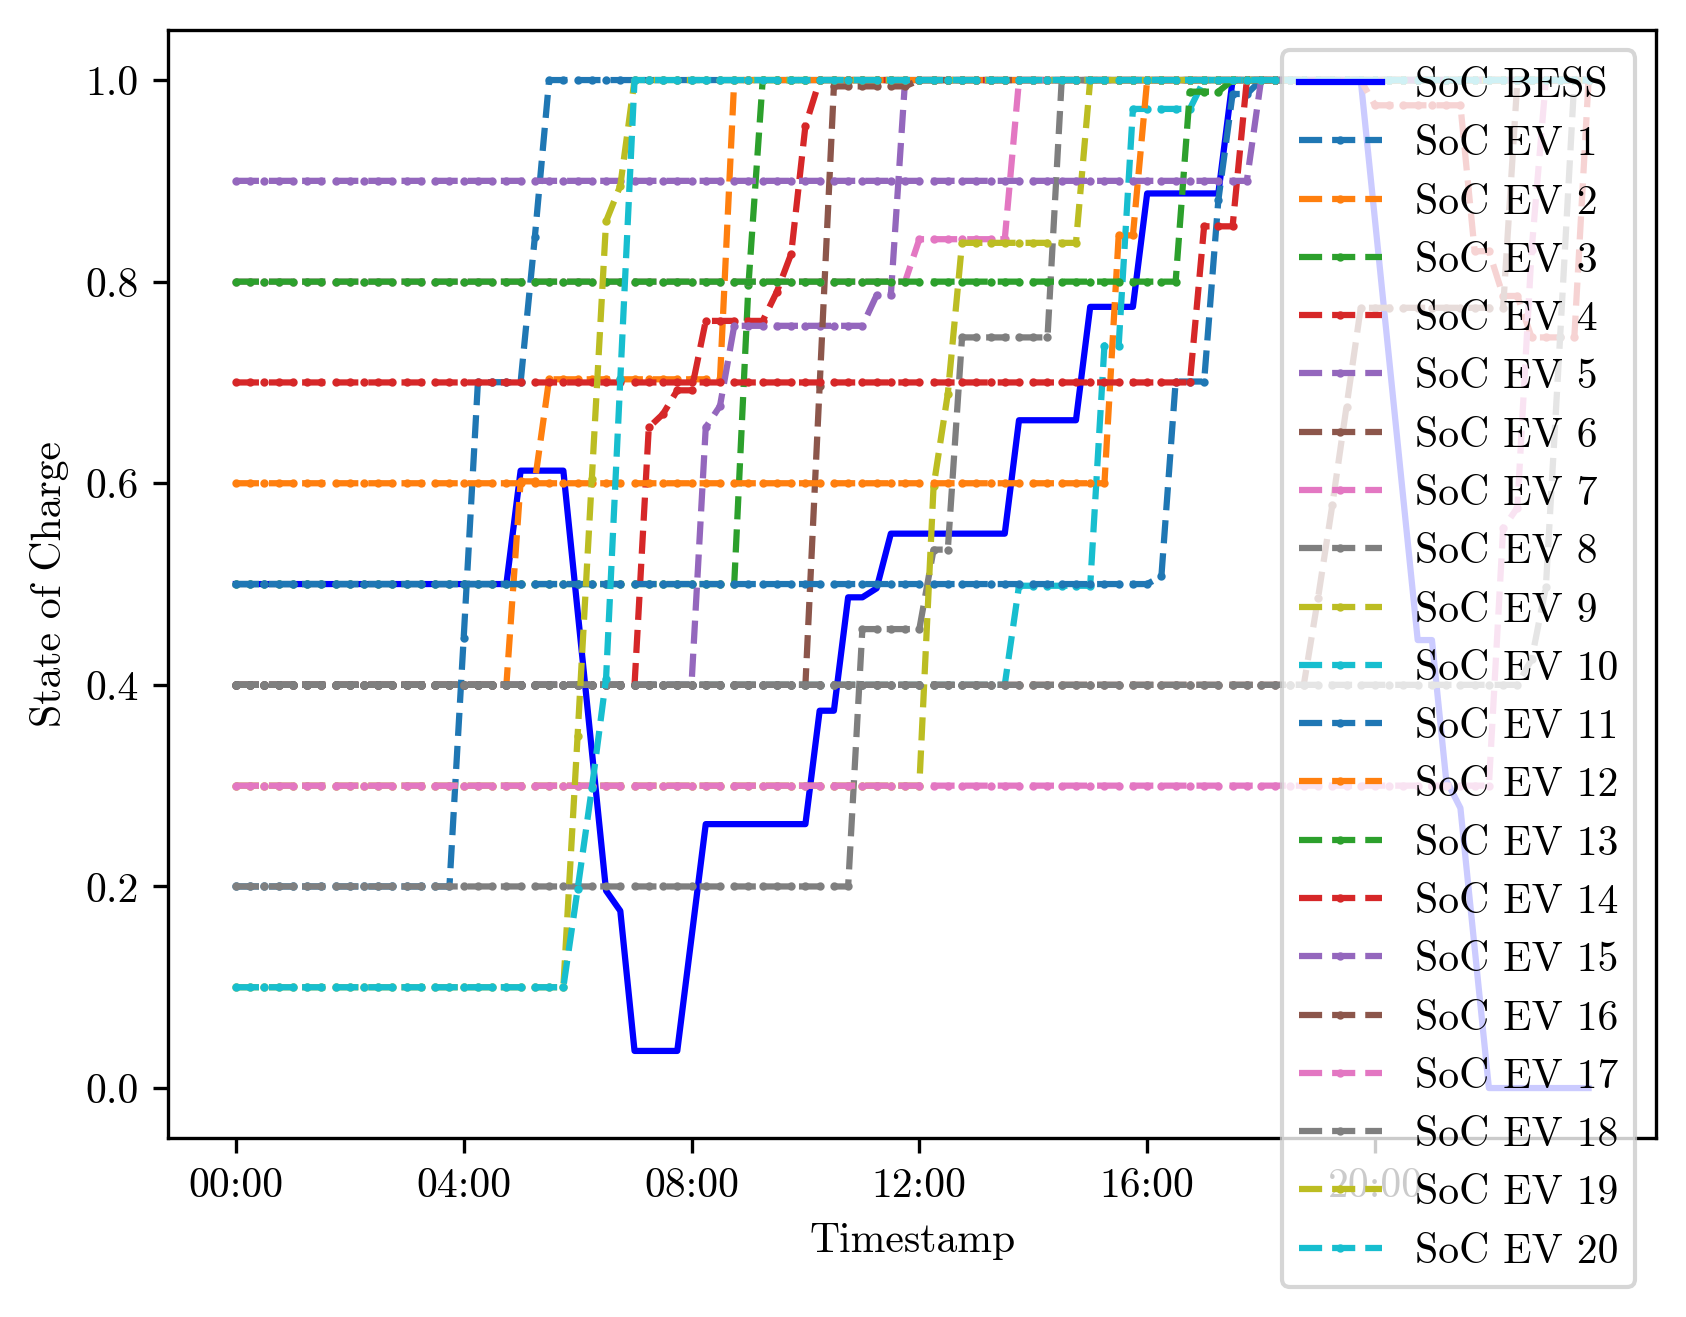 1.0
0.8
0.6
0.4
0.2
0.0
State of Charge
00:00 04:00 08:00 12:00 16:00 20:00
Timestamp
SoC BESS
SoC EV 1
SoC EV 2
SoC EV 3
SoC EV 4
SoC EV 5
SoC EV 6
SoC EV 7
SoC EV 8
SoC EV 9
SoC EV 10
SoC EV 11
SoC EV 12
SoC EV 13
SoC EV 14
SoC EV 15
SoC EV 16
SoC EV 17
SoC EV 18
SoC EV 19
SoC EV 20